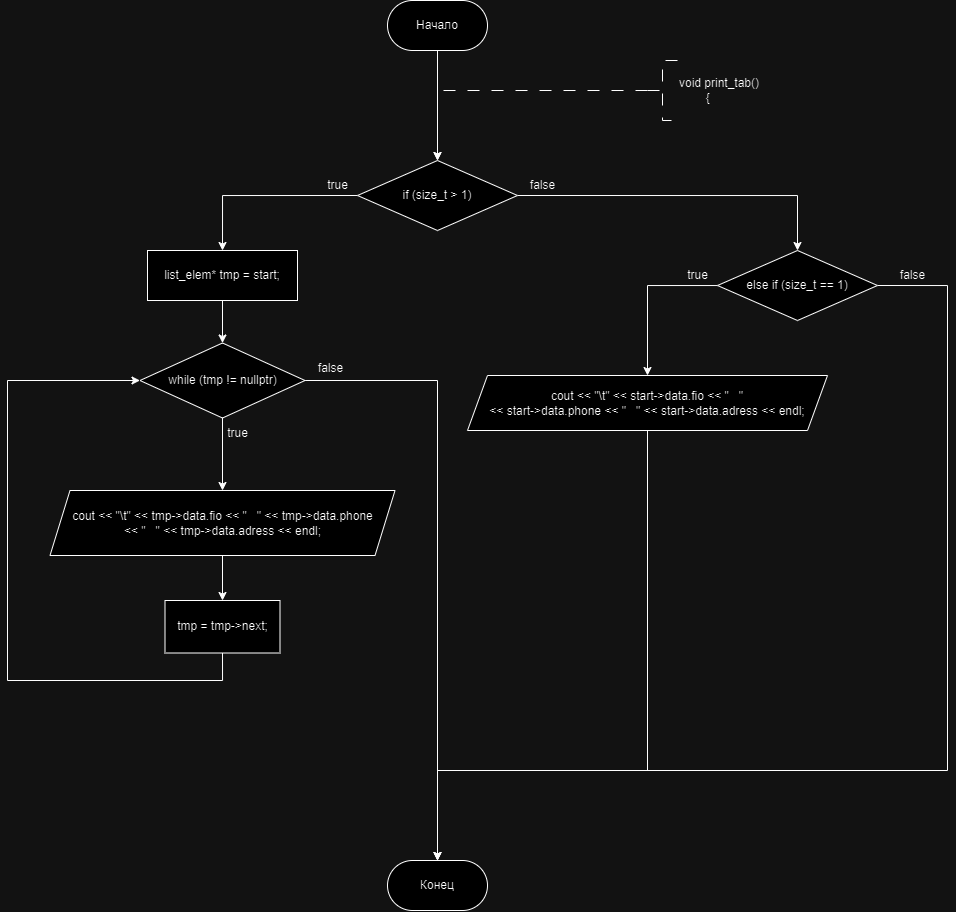 Начало
void print_tab()
{
if (size_t > 1)
true
false
list_elem* tmp = start;
else if (size_t == 1)
true
false
while (tmp != nullptr)
false
true
cout << "\t" << start->data.fio << "   "
<< start->data.phone << "   " << start->data.adress << endl;
cout << "\t" << tmp->data.fio << "   " << tmp->data.phone
<< "   " << tmp->data.adress << endl;
tmp = tmp->next;
Конец